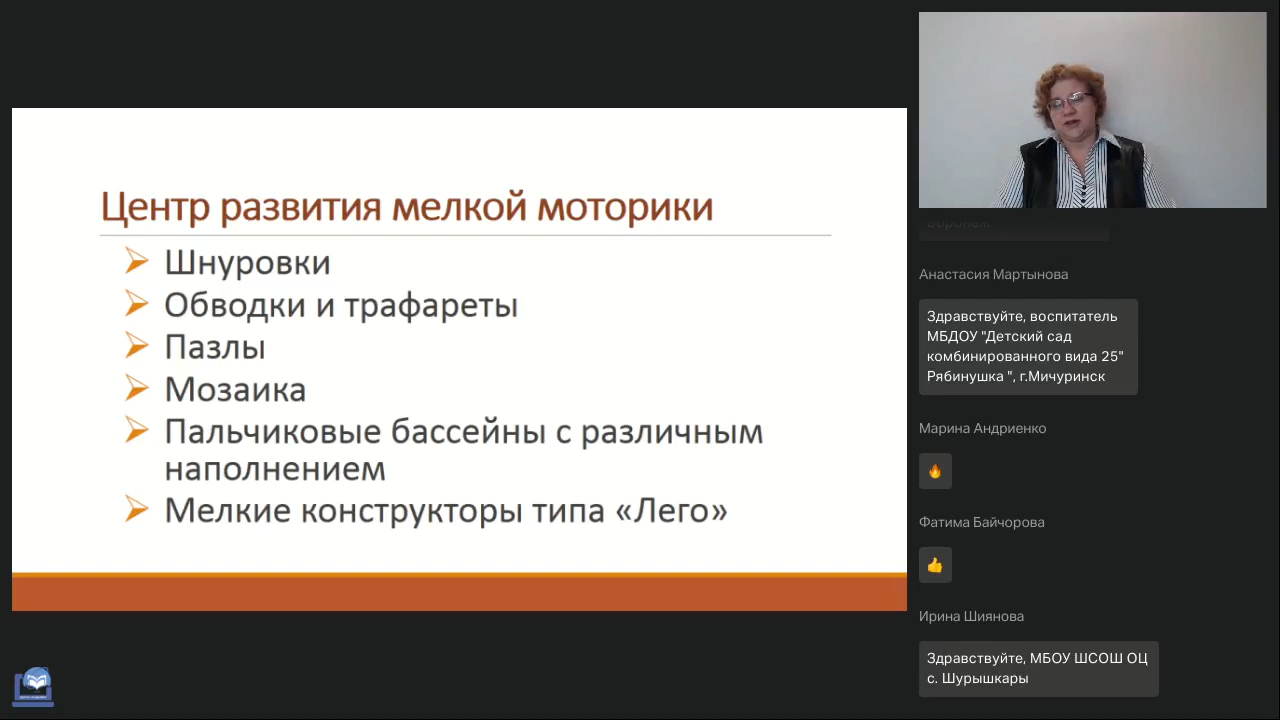 Центр развития мелкой моторики
Шнуровки
Обводки и трафареты
Пазлы
Мозаика
Пальчиковые бассейны с различным
наполнением
Мелкие конструкторы типа «Лего»
Воронеж
Анастасия Мартынова
Здравствуйте, воспитатель
МБДОУ "Детский сад
комбинированного вида 25"
Рябинушка ", г.Мичуринск
Марина Андриенко
🔥
Фатима Байчорова
👍
Ирина Шиянова
Здравствуйте, МБОУ ШСОШ ОЦ
с. Шурышкары